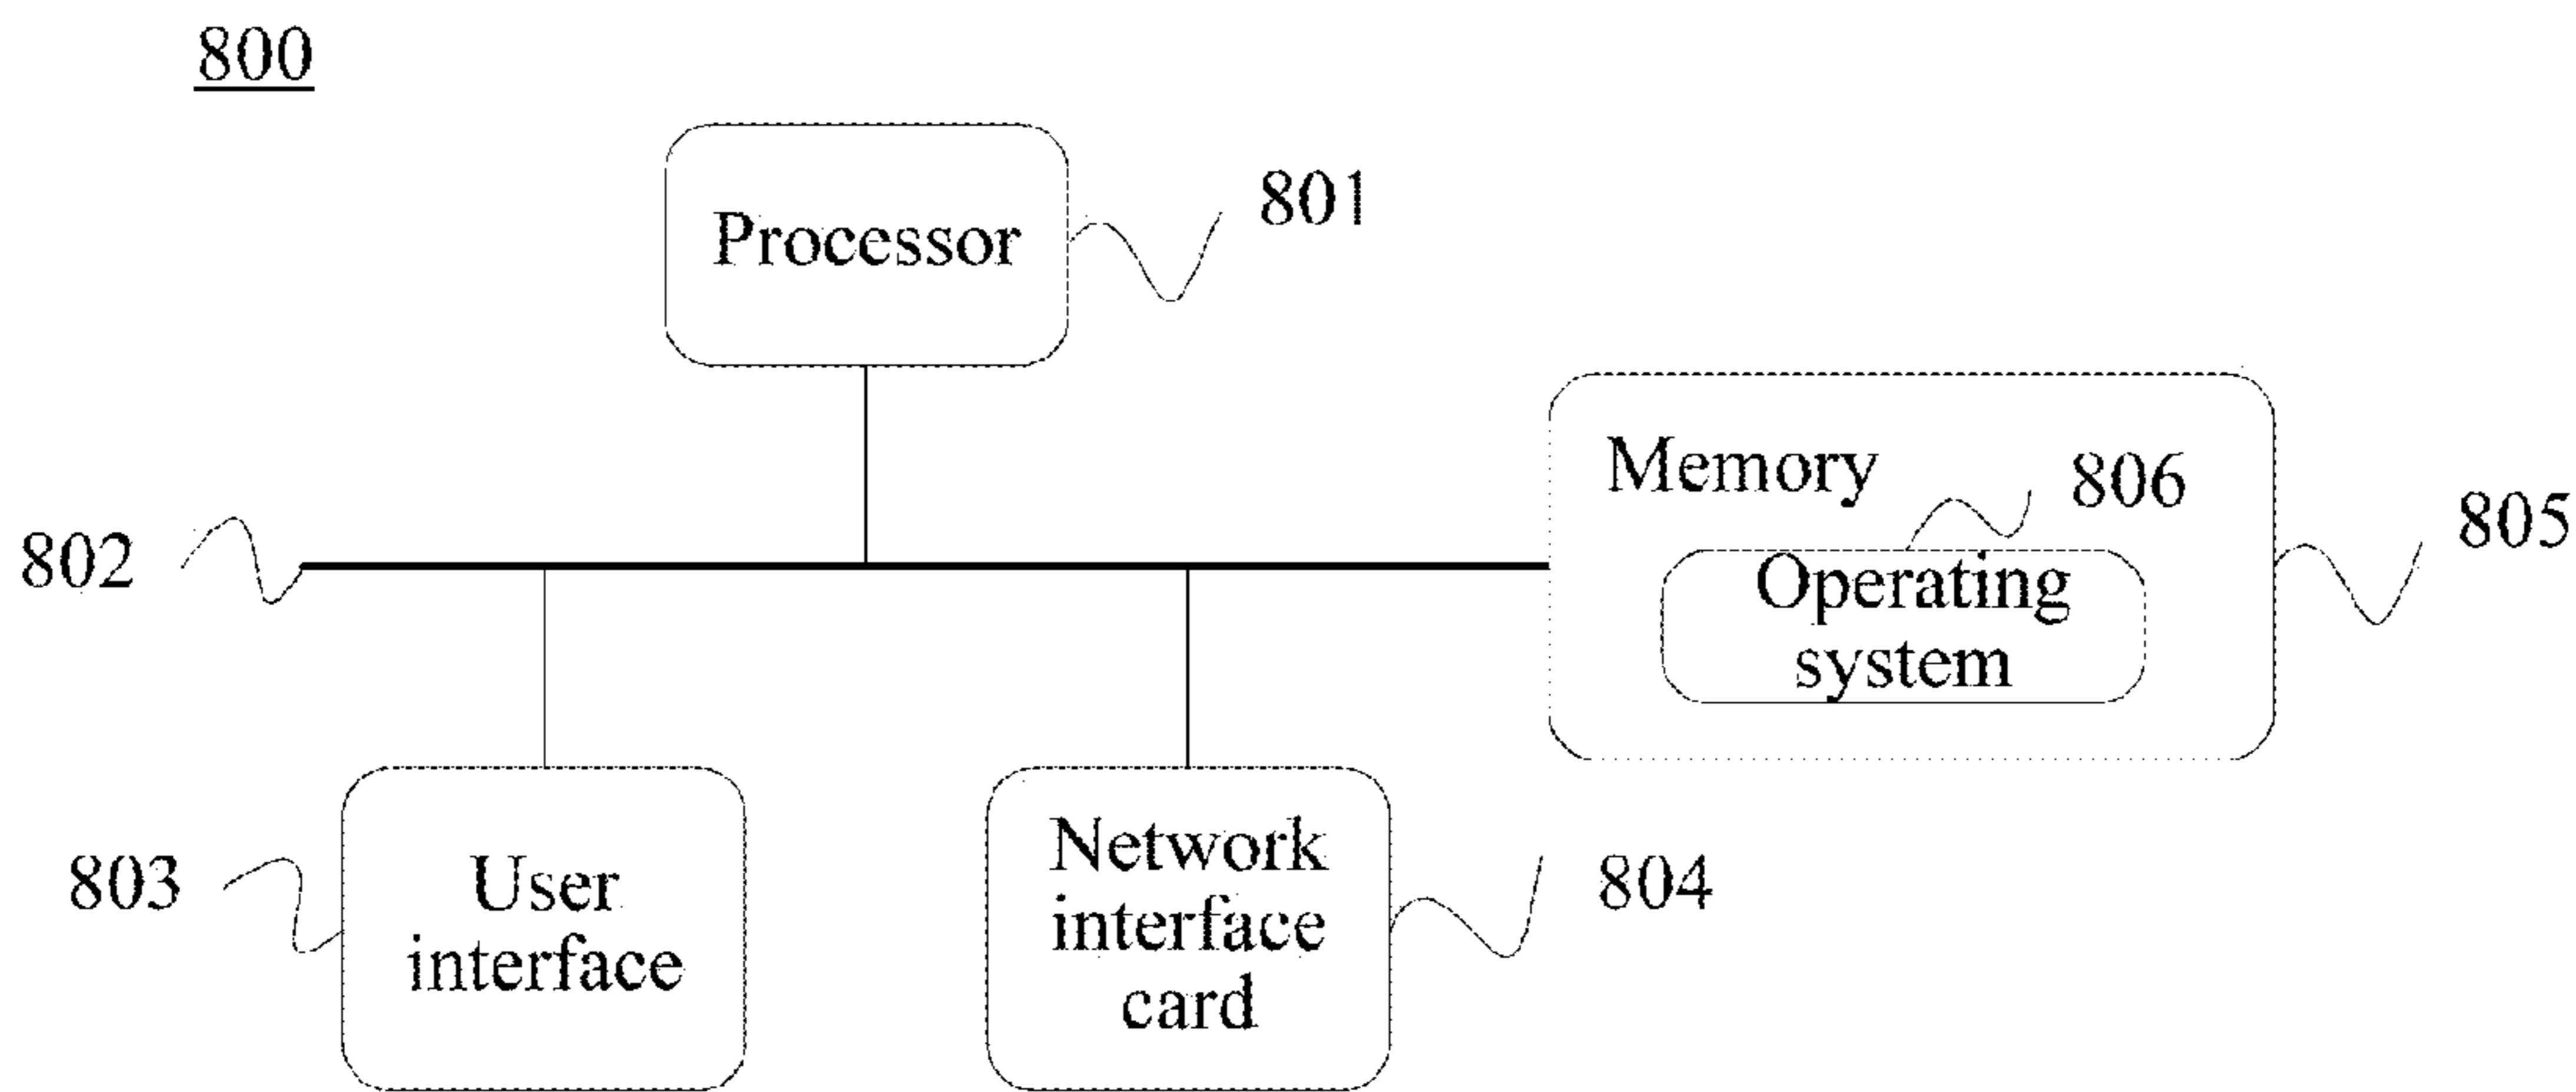 800
Processor
801
Memory
806
805
802
Operating
system
803
User
interface
Network
interface
card
804